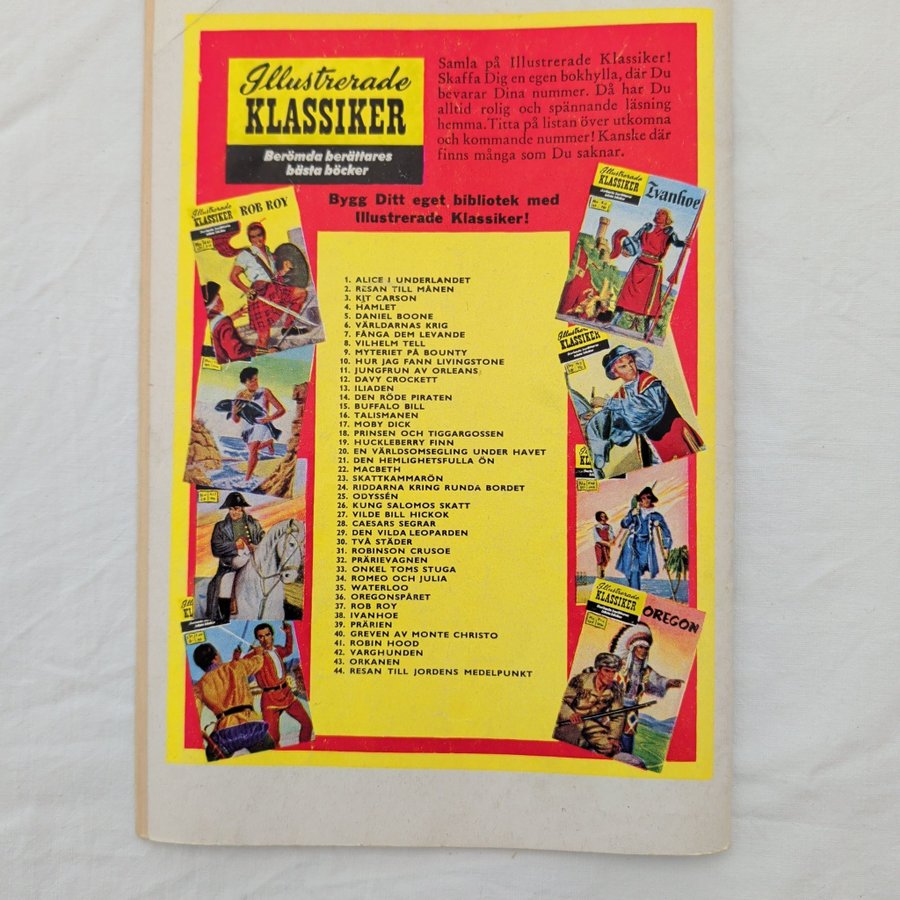 Illustrerade
KLASSIKER
Berömda berättares
bästa böcker
Samla på Illustrerade Klassiker!
Skaffa Dig en egen bokhylla, där Du
bevarar Dina nummer. Då har Du
alltid rolig och spännande läsning
hemma. Titta på listan över utkomna
och kommande nummer! Kanske där
finns många som Du saknar.
Bygg Ditt eget bibliotek med
Illustrerade Klassiker!
Illustrerade
KLASSIKER
ROB ROY
Illustrerade
KLASSIKER
Ivanhoe
Illustrerade
KLASSIKER
1. ALICE I UNDERLANDET
2. RESAN TILL MÅNEN
3. KIT CARSON
4. HAMLET
5. DANIEL BOONE
6. VÄRLDARNAS KRIG
7. FÅNGA DEM LEVANDE
8. VILHELM TELL
9. MYTERIET PÅ BOUNTY
10. HUR JAG FANN LIVINGSTONE
11. JUNGFRUN AV ORLEANS
12. DAVY CROCKETT
13. ILIADEN
14. DEN RÖDE PIRATEN
15. BUFFALO BILL
16. TALISMANEN
17. MOBY DICK
18. PRINSEN OCH TIGGARGOSSEN
19. HUCKLEBERRY FINN
20. EN VÄRLDSOMSEGLING UNDER HAVET
21. DEN HEMLIGHETSFULLA ÖN
22. MACBETH
23. SKATTKAMMARÖN
24. RIDDARNA KRING RUNDA BORDET
25. ODYSSÉN
26. KUNG SALOMOS SKATT
27. VILDE BILL HICKOK
28. CAESARS SEGRAR
29. DEN VILDA LEOPARDEN
30. TVÅ STÄDER
31. ROBINSON CRUSOE
32. PRÄRIEVAGNEN
33. ONKEL TOMS STUGA
34. ROMEO OCH JULIA
35. WATERLOO
36. OREGONSPÅRET
37. ROB ROY
38. IVANHOE
39. PRÄRIEN
40. GREVEN AV MONTE CHRISTO
41. ROBIN HOOD
42. VARGHUNDEN
43. ORKANEN
44. RESAN TILL JORDENS MEDELPUNKT
Illustrerade
KLASSIKER
OREGON